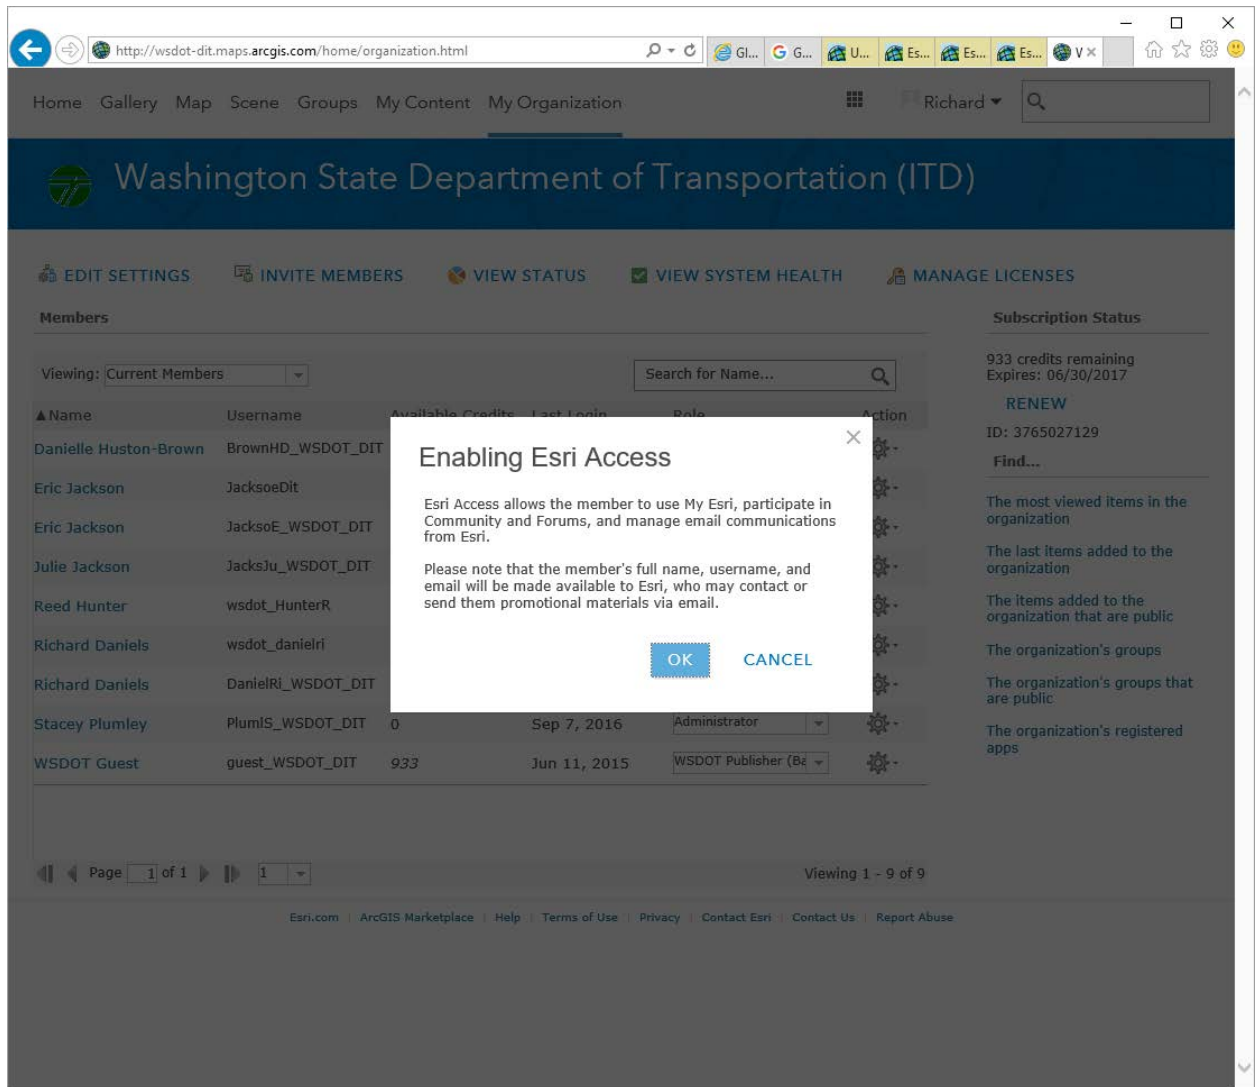 http://wsdot-dit.maps.arcgis.com/home/organization.html
GI...
G...
U...
Es...
Es...
Es...
V
Home Gallery Map Scene Groups My Content My Organization
Richard
Washington State Department of Transportation (ITD)
EDIT SETTINGS INVITE MEMBERS VIEW STATUS VIEW SYSTEM HEALTH MANAGE LICENSES
Members
Viewing: Current Members
Search for Name...
Name Username Available Credits Last Login Role Action
Danielle Huston-Brown BrownHD_WSDOT_DIT
Eric Jackson JacksoeDit
Eric Jackson JacksoE_WSDOT_DIT
Julie Jackson JacksJu_WSDOT_DIT
Reed Hunter wsdot_HunterR
Richard Daniels wsdot_danielri
Richard Daniels DanielRi_WSDOT_DIT
Stacey Plumley PlumlS_WSDOT_DIT 0 Sep 7, 2016 Administrator
WSDOT Guest guest_WSDOT_DIT 933 Jun 11, 2015 WSDOT Publisher (Ba
Enabling Esri Access
Esri Access allows the member to use My Esri, participate in
Community and Forums, and manage email communications
from Esri.
Please note that the member's full name, username, and
email will be made available to Esri, who may contact or
send them promotional materials via email.
OK CANCEL
Subscription Status
933 credits remaining
Expires: 06/30/2017
RENEW
ID: 3765027129
Find...
The most viewed items in the
organization
The last items added to the
organization
The items added to the
organization that are public
The organization's groups
The organization's groups that
are public
The organization's registered
apps
Page 1 of 1 1 Viewing 1 - 9 of 9
Esri.com | ArcGIS Marketplace | Help | Terms of Use | Privacy | Contact Esri | Contact Us | Report Abuse